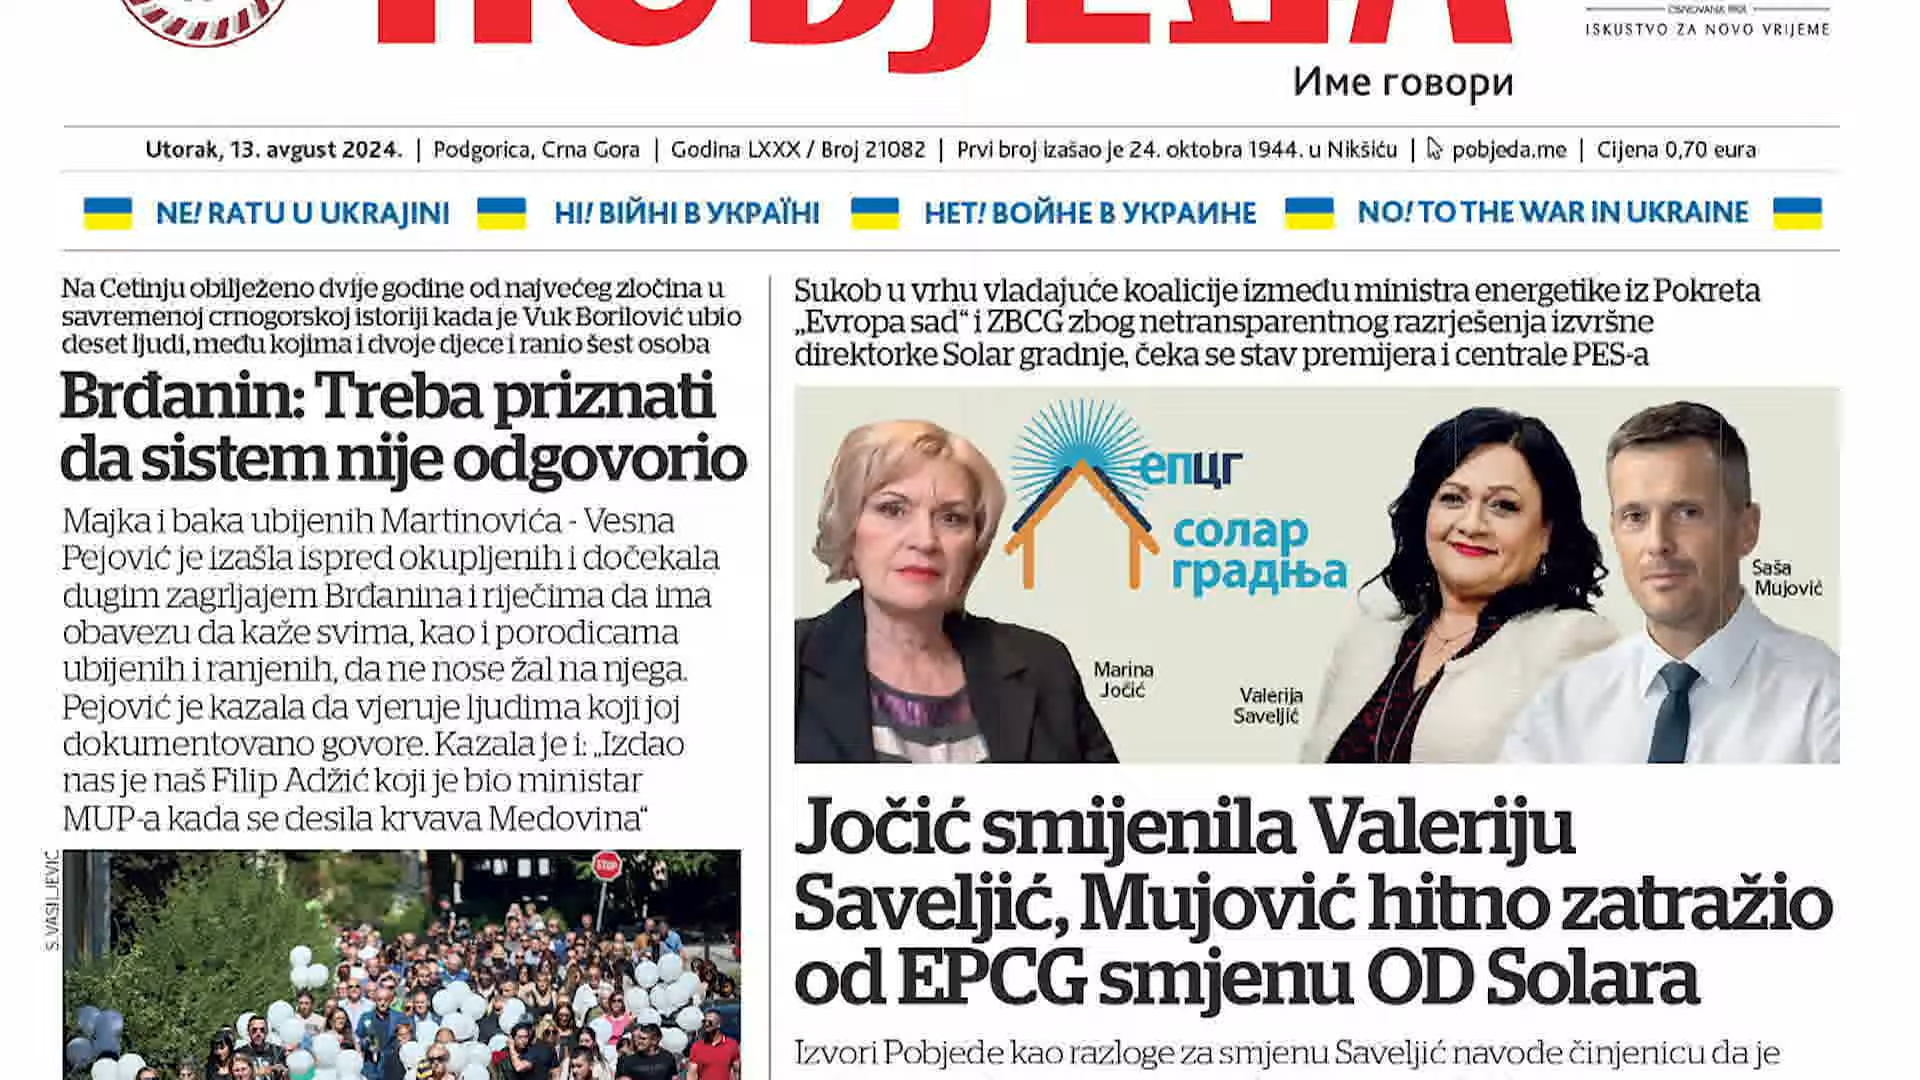 ПОБЈЕДА
OSNOVANA 1974.
ISKUSTVO ZA NOVO VRIJEME
Име говори
Utorak, 13. avgust 2024. | Podgorica, Crna Gora | Godina LXXX / Broj 21082 | Prvi broj izašao je 24. oktobra 1944. u Nikšiću | pobjeda.me | Cijena 0,70 eura
NE! RATU U UKRAJINI НІ! ВІЙНІ В УКРАЇНІ НЕТ! ВОЙНЕ В УКРАИНЕ NO! TO THE WAR IN UKRAINE
Na Cetinju obilježeno dvije godine od najvećeg zločina u
savremenoj crnogorskoj istoriji kada je Vuk Borilović ubio
deset ljudi, među kojima i dvoje djece i ranio šest osoba
Brđanin: Treba priznati
da sistem nije odgovorio
Majka i baka ubijenih Martinovića - Vesna
Pejović je izašla ispred okupljenih i dočekala
dugim zagrljajem Brđanina i riječima da ima
obavezu da kaže svima, kao i porodicama
ubijenih i ranjenih, da ne nose žal na njega.
Pejović je kazala da vjeruje ljudima koji joj
dokumentovano govore. Kazala je i: „Izdao
nas je naš Filip Adžić koji je bio ministar
MUP-a kada se desila krvava Medovina“
S. VASILJEVIĆ
STOP
Sukob u vrhu vladajuće koalicije između ministra energetike iz Pokreta
„Evropa sad“ i ZBCG zbog netransparentnog razrješenja izvršne
direktorke Solar gradnje, čeka se stav premijera i centrale PES-a
епцг
солар
градња
Marina
Jočić
Valerija
Saveljić
Saša
Mujović
Jočić smijenila Valeriju
Saveljić, Mujović hitno zatražio
od EPCG smjenu OD Solara
Izvori Pobjede kao razloge za smjenu Saveljić navode činjenicu da je